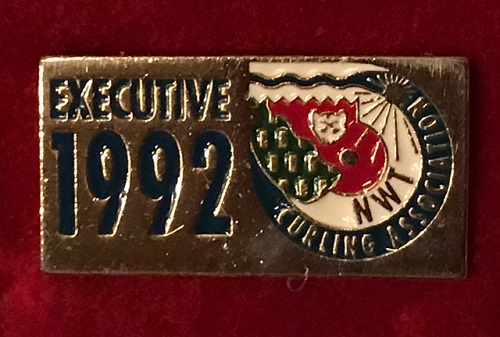 EXECUTIVE
1992
NWT
CURLING ASSOCIATION